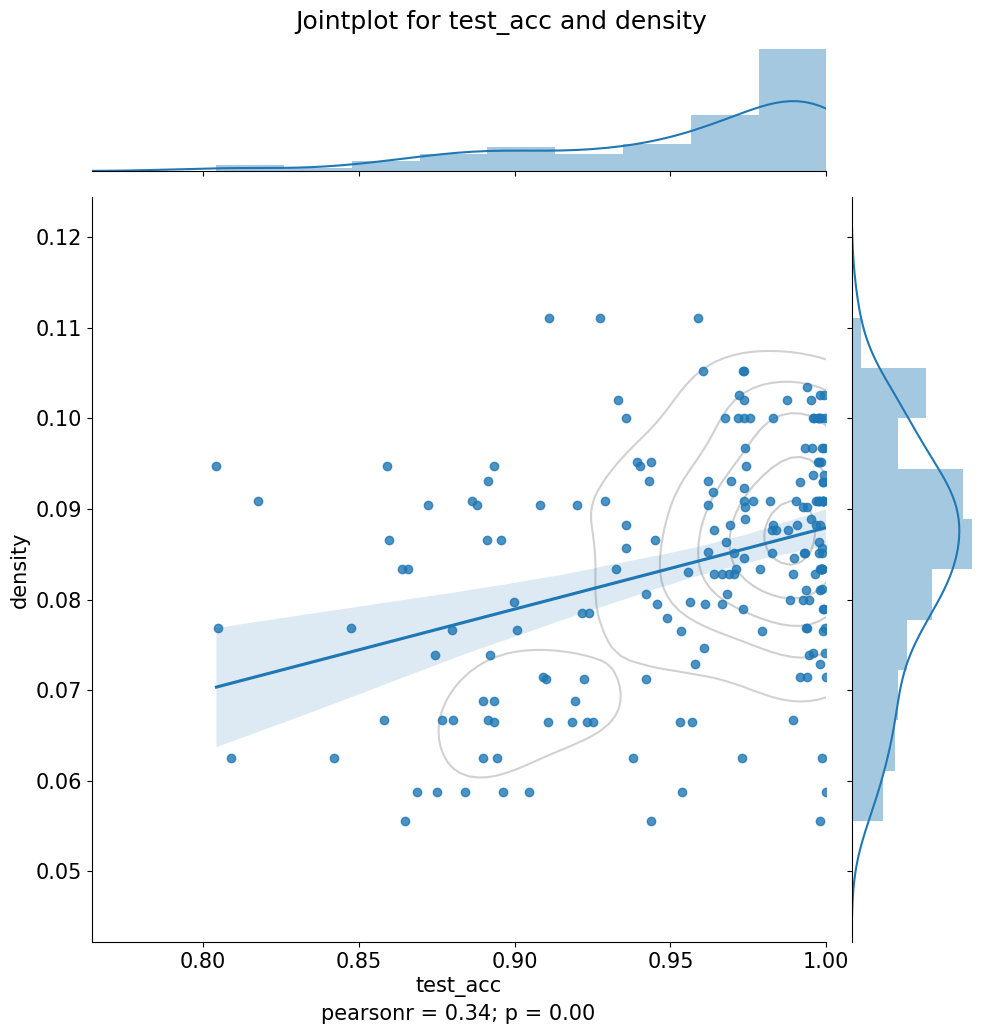 Jointplot for test_acc and density
0.12
0.11
0.10
0.09
0.08
0.07
0.06
0.05
density
0.80 0.85 0.90 0.95 1.00
test_acc
pearsonr = 0.34; p = 0.00